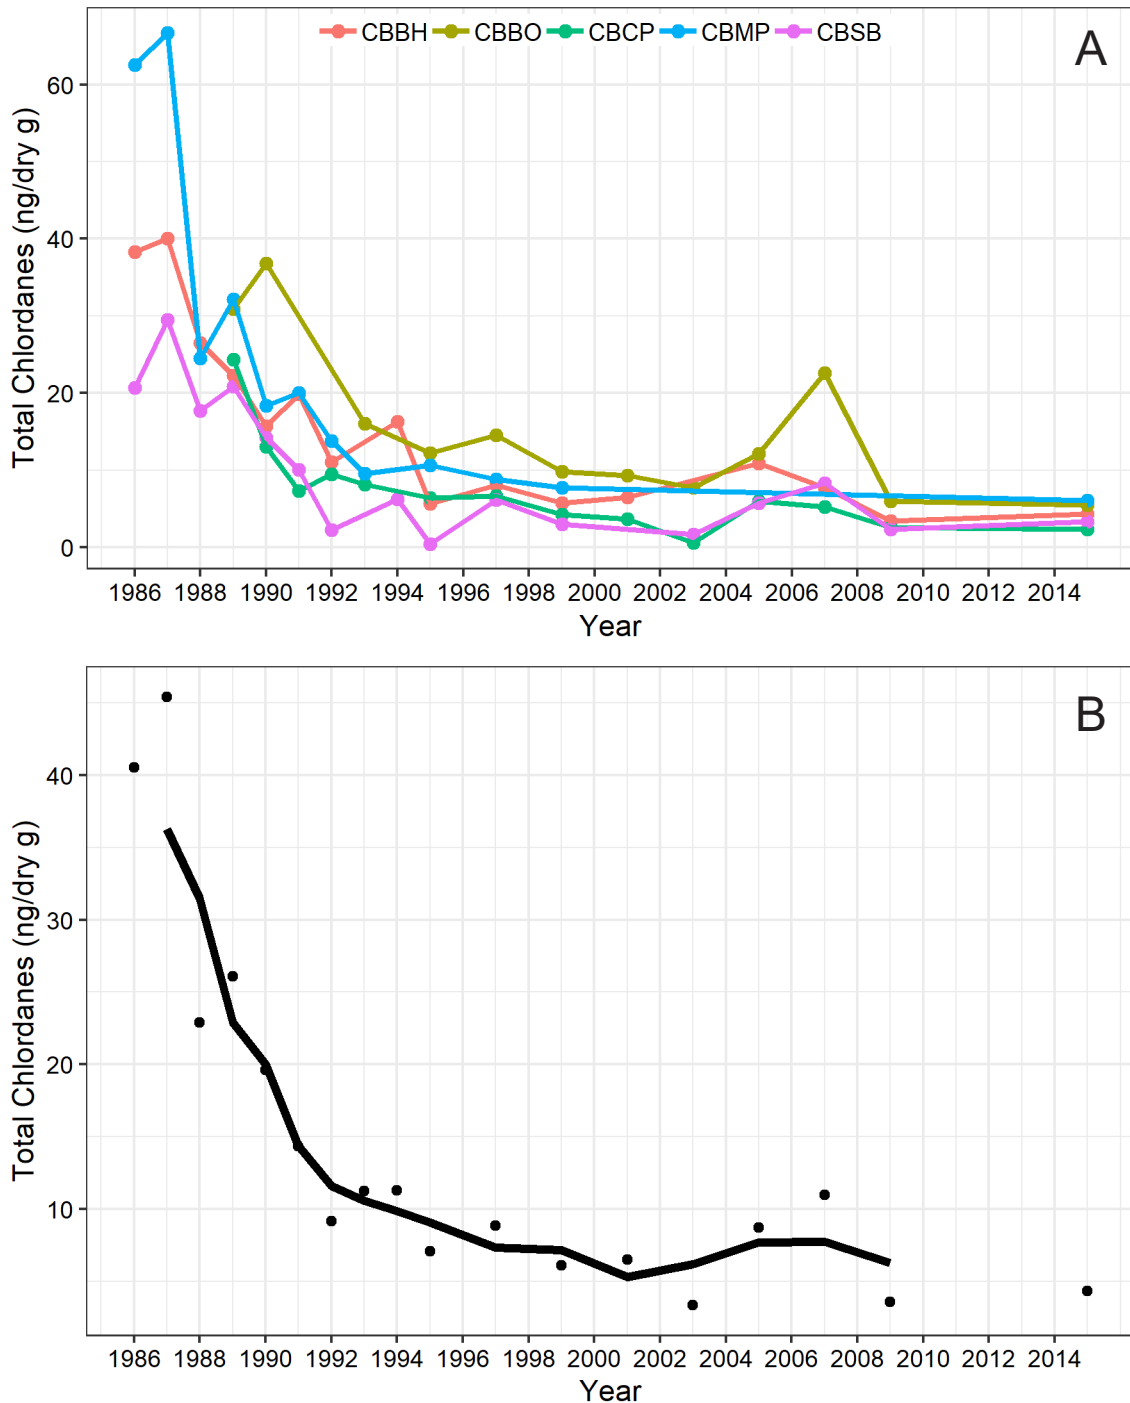 CBBH CBBO CBCP CBMP CBSB
A
Total Chlordanes (ng/dry g)
60
40
20
0
1986 1988 1990 1992 1994 1996 1998 2000 2002 2004 2006 2008 2010 2012 2014
Year
B
Total Chlordanes (ng/dry g)
40
30
20
10
1986 1988 1990 1992 1994 1996 1998 2000 2002 2004 2006 2008 2010 2012 2014
Year